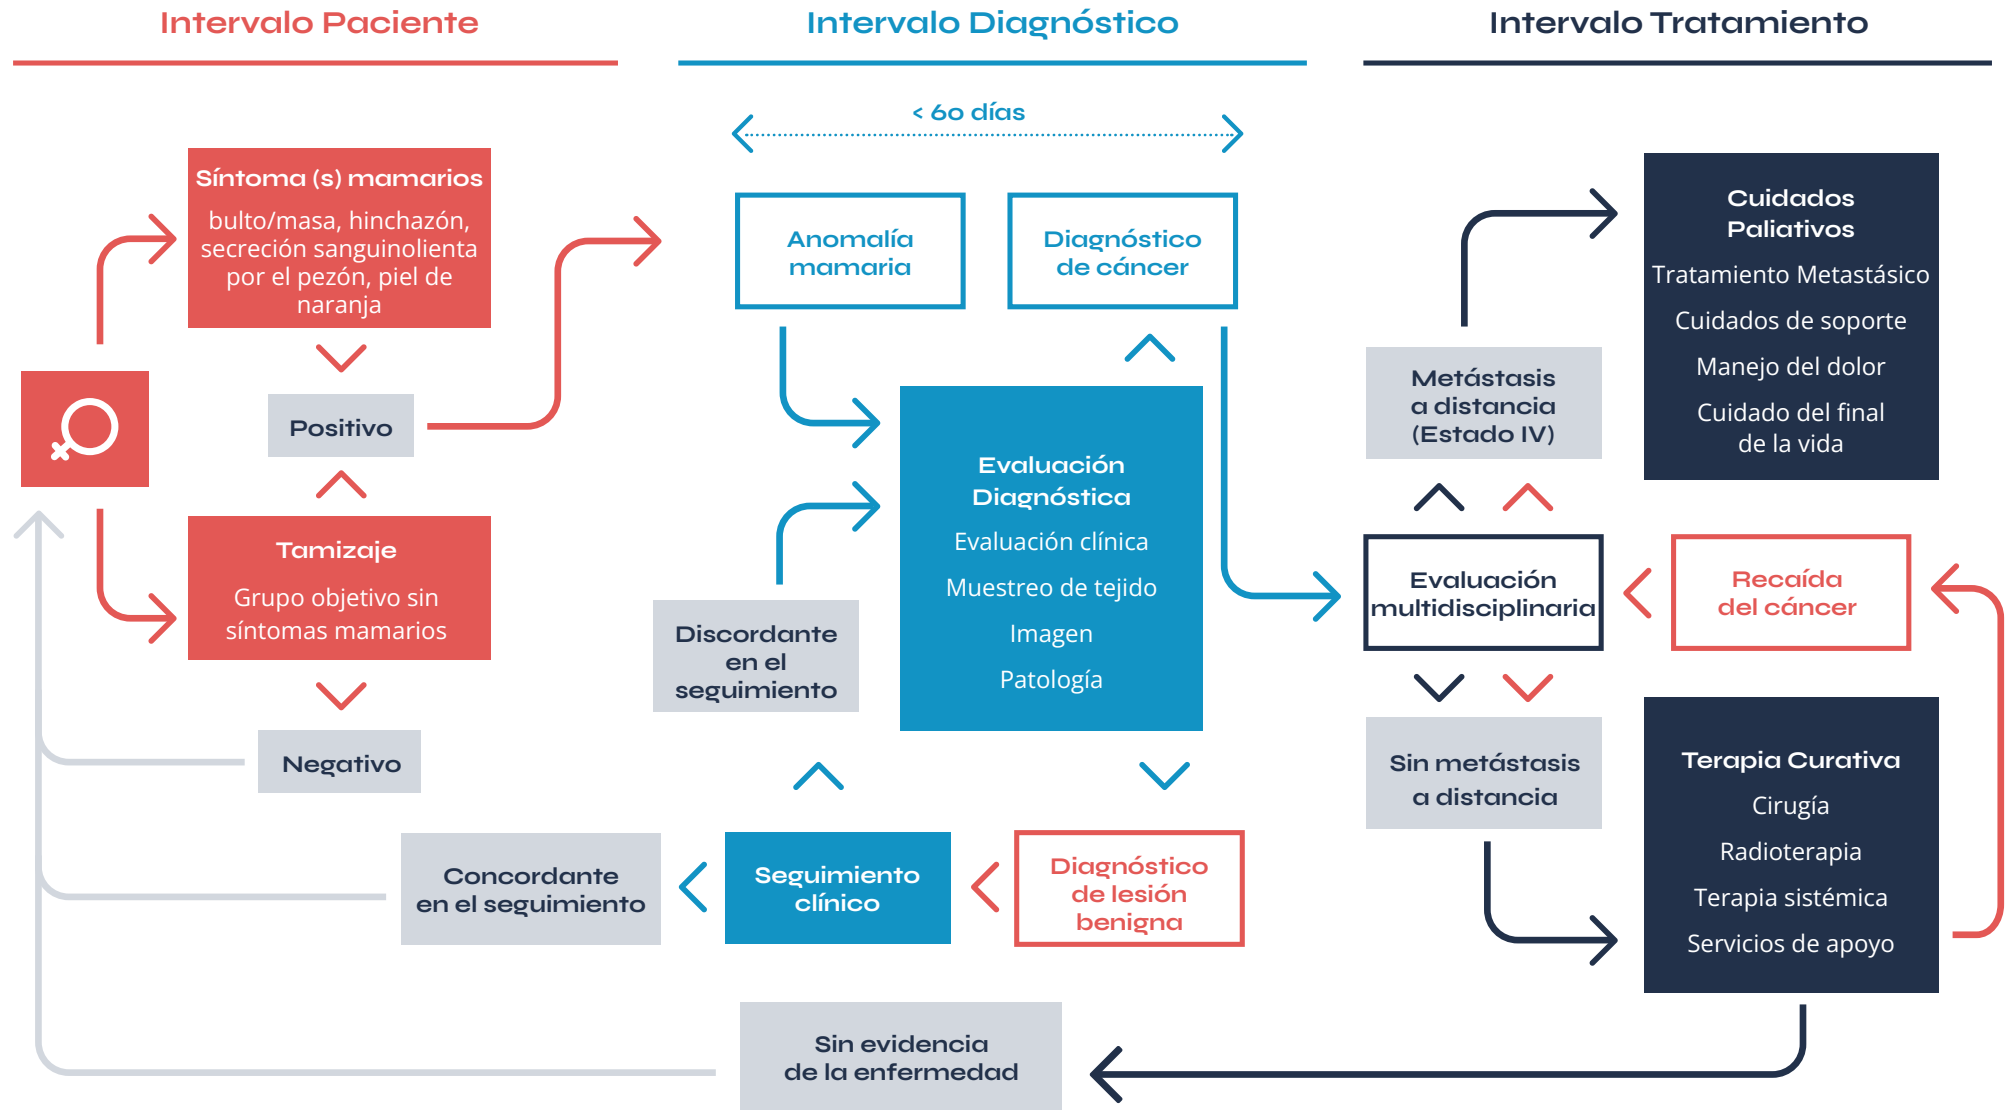 Intervalo Paciente
Intervalo Diagnóstico
Intervalo Tratamiento
Síntoma (s) mamarios
bulto/masa, hinchazón,
secreción sanguinolienta
por el pezón, piel de
naranja
Positivo
Tamizaje
Grupo objetivo sin
síntomas mamarios
Negativo
< 60 días
Anomalía
mamaria
Diagnóstico
de cáncer
Evaluación
Diagnóstica
Evaluación clínica
Muestreo de tejido
Imagen
Patología
Discordante
en el
seguimiento
Concordante
en el seguimiento
Seguimiento
clínico
Diagnóstico
de lesión
benigna
Sin evidencia
de la enfermedad
Cuidados
Paliativos
Tratamiento Metastásico
Cuidados de soporte
Manejo del dolor
Cuidado del final
de la vida
Metástasis
a distancia
(Estado IV)
Evaluación
multidisciplinaria
Recaída
del cáncer
Sin metástasis
a distancia
Terapia Curativa
Cirugía
Radioterapia
Terapia sistémica
Servicios de apoyo